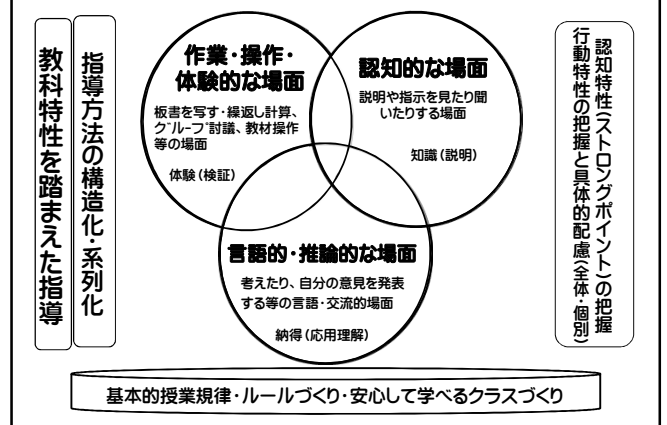 教科特性を踏まえた指導
指導方法の構造化・系列化
作業・操作・
体験的な場面
板書を写す・繰返し計算、
グループ討議、教材操作
等の場面
体験（検証）
認知的な場面
説明や指示を見たり聞
いたりする場面
知識（説明）
言語的・推論的な場面
考えたり、自分の意見を発表
する等の言語・交流的場面
納得（応用理解）
認知特性（ストロングポイント）の把握
行動特性の把握と具体的配慮（全体・個別）
基本的授業規律・ルールづくり・安心して学べるクラスづくり